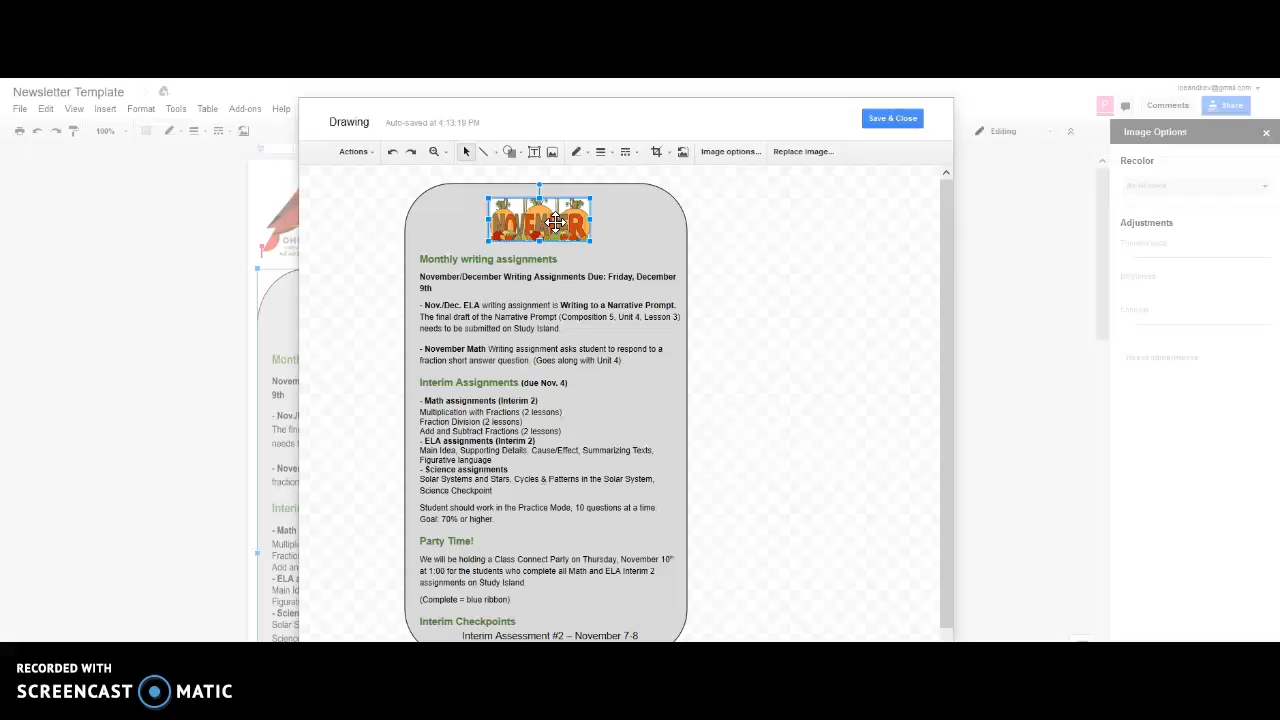 Newsletter Template
File Edit View Insert Format Tools Table Add-ons Help
100%
Comments
Share
Editing
Image Options
Recolor
Adjustments
Brightness
Drawing
Auto-saved at 4:13:19 PM
Save & Close
Actions
Image options...
Replace image...
NOVEMBER
Monthly writing assignments
November/December Writing Assignments Due: Friday, December
9th
- Nov./Dec. ELA writing assignment is Writing to a Narrative Prompt.
The final draft of the Narrative Prompt (Composition 5, Unit 4, Lesson 3)
needs to be submitted on Study Island.
- November Math Writing assignment asks student to respond to a
fraction short answer question. (Goes along with Unit 4)
Interim Assignments (due Nov. 4)
- Math assignments (Interim 2)
Multiplication with Fractions (2 lessons)
Fraction Division (2 lessons)
Add and Subtract Fractions (2 lessons)
- ELA assignments (Interim 2)
Main Idea, Supporting Details, Cause/Effect, Summarizing Texts,
Figurative language
- Science assignments
Solar Systems and Stars, Cycles & Patterns in the Solar System,
Science Checkpoint
Student should work in the Practice Mode, 10 questions at a time.
Goal: 70% or higher.
Party Time!
We will be holding a Class Connect Party on Thursday, November 10th
at 1:00 for the students who complete all Math and ELA Interim 2
assignments on Study Island.
(Complete = blue ribbon)
Interim Checkpoints
Interim Assessment #2 – November 7-8
RECORDED WITH
SCREENCAST MATIC